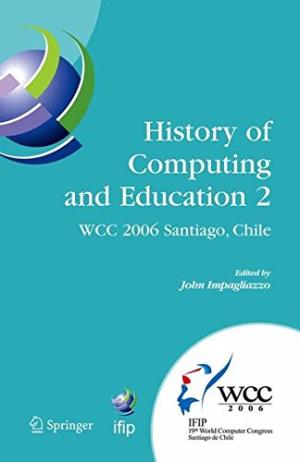 History of
Computing
and Education 2
WCC 2006 Santiago, Chile
Edited by
John Impagliazzo
WCC
2006
IFIP
19th World Computer Congress
Santiago de Chile
Springer
ifip